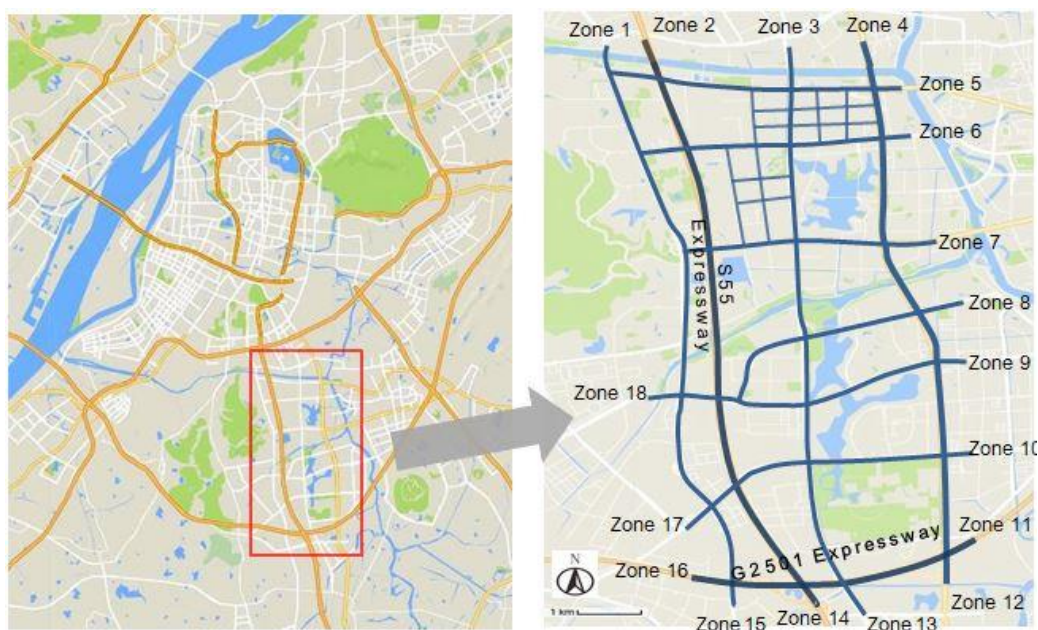 Zone 1
Zone 2
Zone 3
Zone 4
Zone 5
Zone 6
Zone 7
Expressway
S55
Zone 8
Zone 9
Zone 18
Zone 10
Zone 17
Zone 11
G2501 Expressway
N
Zone 16
1 km
Zone 15
Zone 14
Zone 13
Zone 12